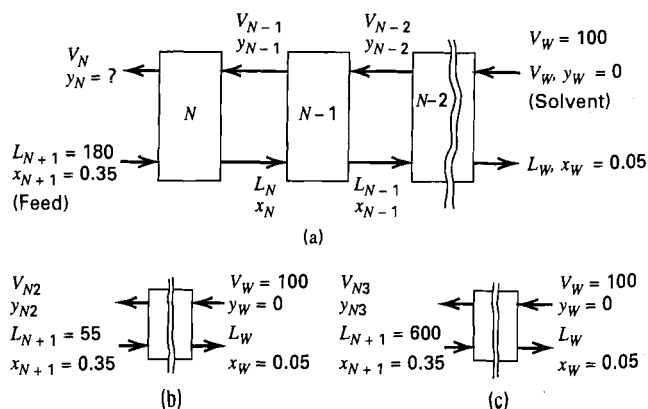 V_{N-1} V_{N-2} V_W = 100
V_N y_{N-1} y_{N-2}
y_N = ? V_W, y_W = 0
N N-1 N-2 (Solvent)
L_{N+1} = 180
x_{N+1} = 0.35 L_W, x_W = 0.05
(Feed) L_N L_{N-1}
x_N x_{N-1}
(a)
V_{N2} V_W = 100
y_{N2} y_W = 0
L_{N+1} = 55 L_W
x_{N+1} = 0.35 x_W = 0.05
(b)
V_{N3} V_W = 100
y_{N3} y_W = 0
L_{N+1} = 600 L_W
x_{N+1} = 0.35 x_W = 0.05
(c)